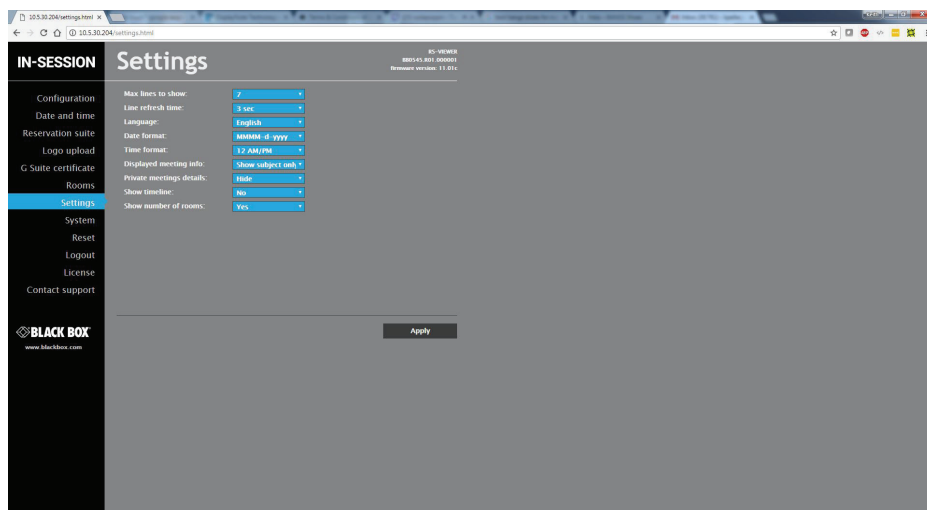 10.5.30.204/settings.html
10.5.30.204/settings.html
IN-SESSION
Settings
RS-VIEWER
BB0545.R01.000001
firmware version: 11.01c
Configuration
Date and time
Reservation suite
Logo upload
G Suite certificate
Rooms
Settings
System
Reset
Logout
License
Contact support
BLACK BOX
www.blackbox.com
Max lines to show: 7
Line refresh time: 3 sec
Language: English
Date format: MMMM-d-yyyy
Time format: 12 AM/PM
Displayed meeting info: Show subject only
Private meetings details: Hide
Show timeline: No
Show number of rooms: Yes
Apply